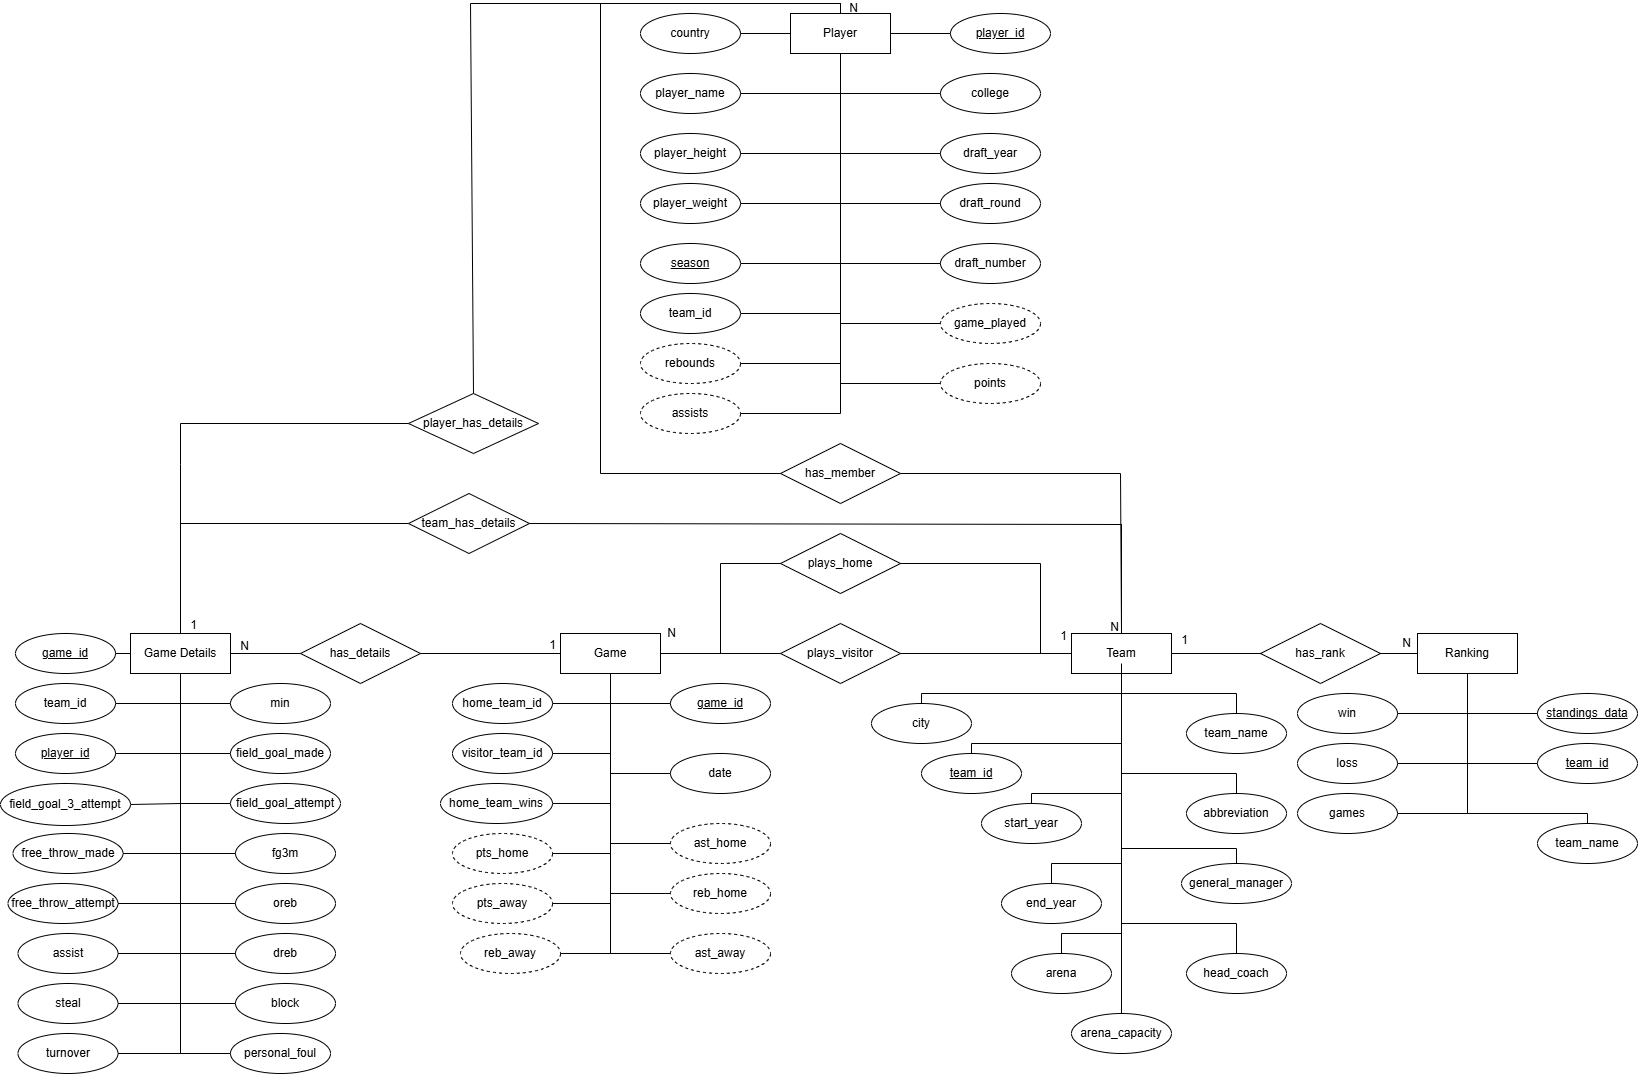 N
country
Player
player_id
player_name
college
player_height
draft_year
player_weight
draft_round
season
draft_number
team_id
game_played
rebounds
points
assists
player_has_details
has_member
team_has_details
plays_home
1
N
1
N
1
N
1
N
game_id
Game Details
has_details
Game
plays_visitor
Team
has_rank
Ranking
team_id
min
home_team_id
game_id
city
team_name
win
standings_data
player_id
field_goal_made
visitor_team_id
date
team_id
loss
team_id
field_goal_3_attempt
field_goal_attempt
home_team_wins
start_year
abbreviation
games
team_name
free_throw_made
fg3m
pts_home
ast_home
general_manager
free_throw_attempt
oreb
pts_away
reb_home
end_year
assist
dreb
reb_away
ast_away
arena
head_coach
steal
block
arena_capacity
turnover
personal_foul